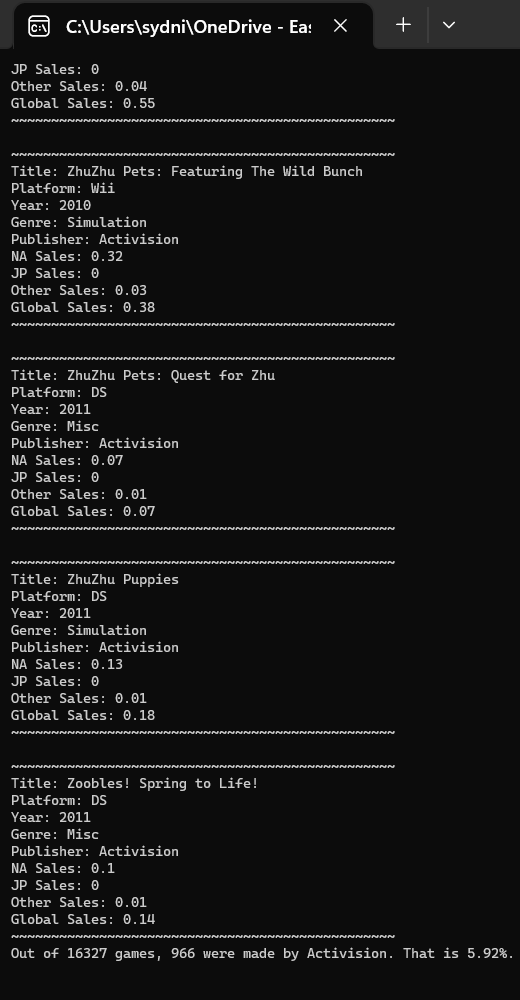 C:\Users\sydni\OneDrive - Eas
JP Sales: 0
Other Sales: 0.04
Global Sales: 0.55
~~~~~~~~~~~~~~~~~~~~~~~~~~~~~~~~~~~~~~~~~~~~~~~~
~~~~~~~~~~~~~~~~~~~~~~~~~~~~~~~~~~~~~~~~~~~~~~~~
Title: ZhuZhu Pets: Featuring The Wild Bunch
Platform: Wii
Year: 2010
Genre: Simulation
Publisher: Activision
NA Sales: 0.32
JP Sales: 0
Other Sales: 0.03
Global Sales: 0.38
~~~~~~~~~~~~~~~~~~~~~~~~~~~~~~~~~~~~~~~~~~~~~~~~
~~~~~~~~~~~~~~~~~~~~~~~~~~~~~~~~~~~~~~~~~~~~~~~~
Title: ZhuZhu Pets: Quest for Zhu
Platform: DS
Year: 2011
Genre: Misc
Publisher: Activision
NA Sales: 0.07
JP Sales: 0
Other Sales: 0.01
Global Sales: 0.07
~~~~~~~~~~~~~~~~~~~~~~~~~~~~~~~~~~~~~~~~~~~~~~~~
~~~~~~~~~~~~~~~~~~~~~~~~~~~~~~~~~~~~~~~~~~~~~~~~
Title: ZhuZhu Puppies
Platform: DS
Year: 2011
Genre: Simulation
Publisher: Activision
NA Sales: 0.13
JP Sales: 0
Other Sales: 0.01
Global Sales: 0.18
~~~~~~~~~~~~~~~~~~~~~~~~~~~~~~~~~~~~~~~~~~~~~~~~
~~~~~~~~~~~~~~~~~~~~~~~~~~~~~~~~~~~~~~~~~~~~~~~~
Title: Zoobles! Spring to Life!
Platform: DS
Year: 2011
Genre: Misc
Publisher: Activision
NA Sales: 0.1
JP Sales: 0
Other Sales: 0.01
Global Sales: 0.14
~~~~~~~~~~~~~~~~~~~~~~~~~~~~~~~~~~~~~~~~~~~~~~~~
Out of 16327 games, 966 were made by Activision. That is 5.92%.